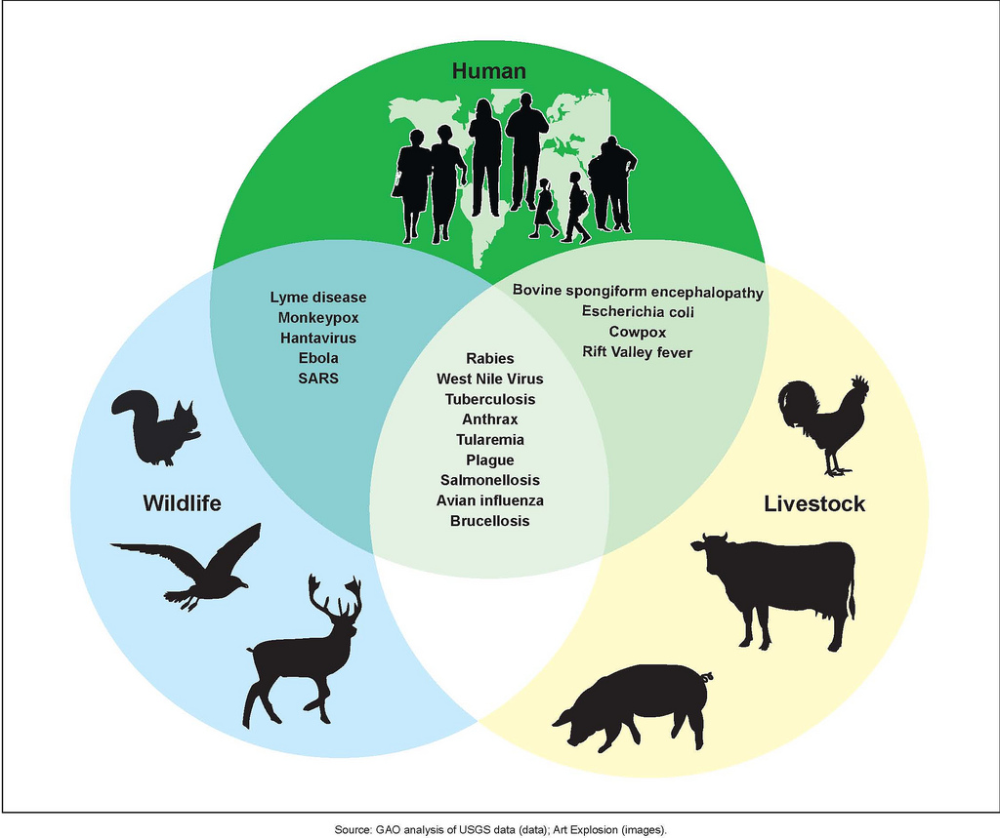 Human
Lyme disease
Monkeypox
Hantavirus
Ebola
SARS
Bovine spongiform encephalopathy
Escherichia coli
Cowpox
Rift Valley fever
Rabies
West Nile Virus
Tuberculosis
Anthrax
Tularemia
Plague
Salmonellosis
Avian influenza
Brucellosis
Wildlife
Livestock
Source: GAO analysis of USGS data (data); Art Explosion (images).